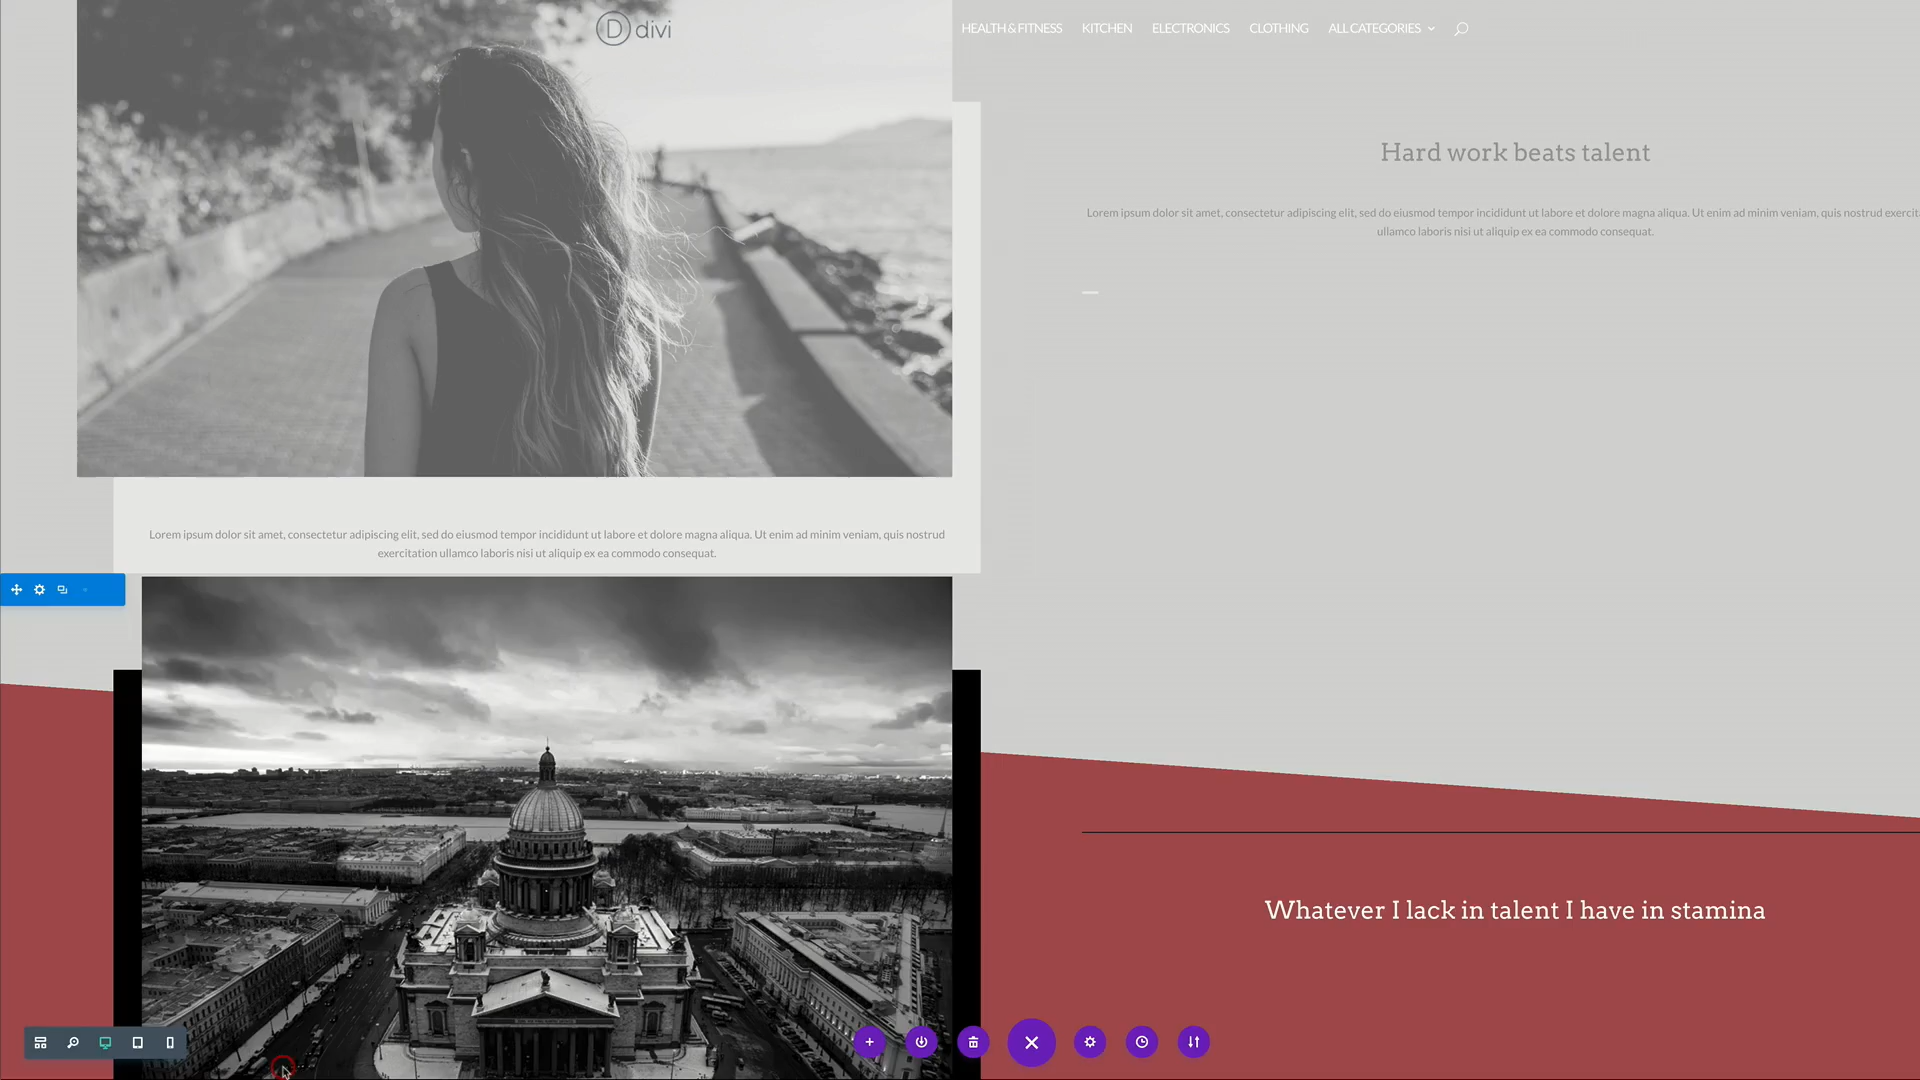 divi
HEALTH & FITNESS KITCHEN ELECTRONICS CLOTHING ALL CATEGORIES
Hard work beats talent
Lorem ipsum dolor sit amet, consectetur adipiscing elit, sed do eiusmod tempor incididunt ut labore et dolore magna aliqua. Ut enim ad minim veniam, quis nostrud exercit
ullamco laboris nisi ut aliquip ex ea commodo consequat.
Lorem ipsum dolor sit amet, consectetur adipiscing elit, sed do eiusmod tempor incididunt ut labore et dolore magna aliqua. Ut enim ad minim veniam, quis nostrud
exercitation ullamco laboris nisi ut aliquip ex ea commodo consequat.
Whatever I lack in talent I have in stamina